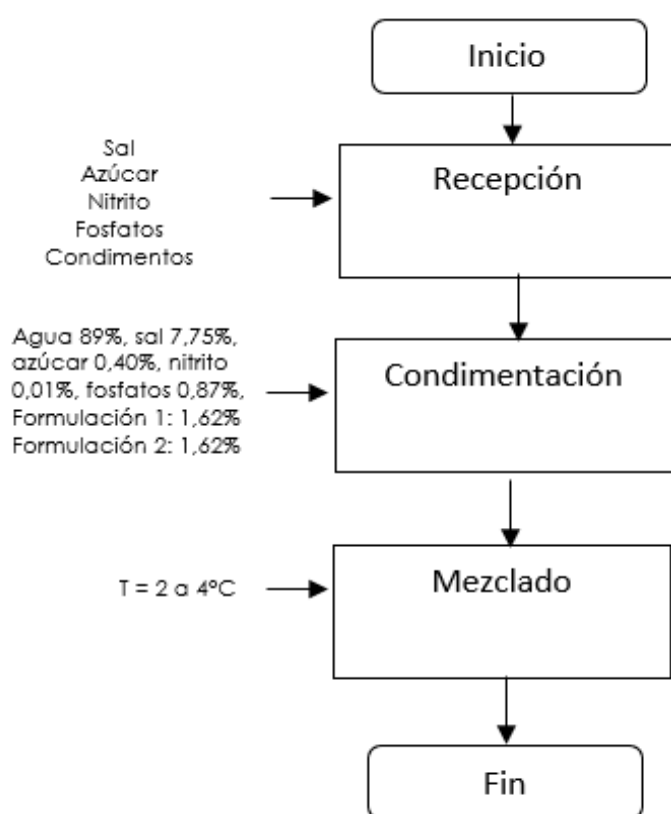 Inicio
Sal
Azúcar
Nitrito
Fosfatos
Condimentos
Recepción
Agua 89%, sal 7,75%,
azúcar 0,40%, nitrito
0,01%, fosfatos 0,87%,
Formulación 1: 1,62%
Formulación 2: 1,62%
Condimentación
T = 2 a 4°C
Mezclado
Fin